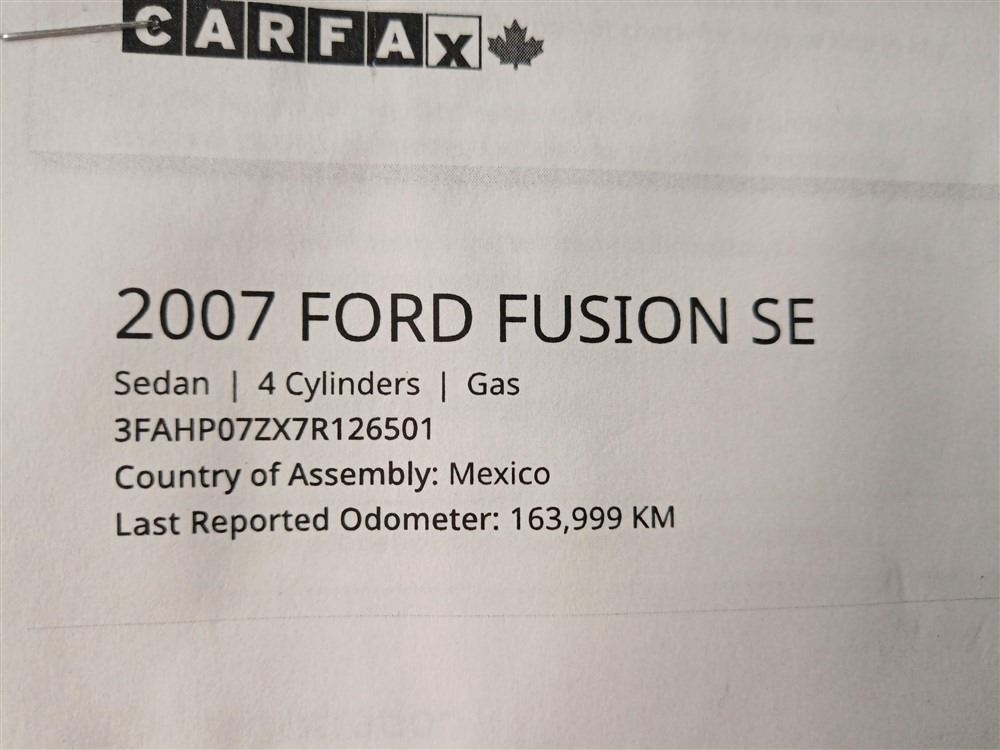 CARFAX
2007 FORD FUSION SE
Sedan | 4 Cylinders | Gas
3FAHP07ZX7R126501
Country of Assembly: Mexico
Last Reported Odometer: 163,999 KM